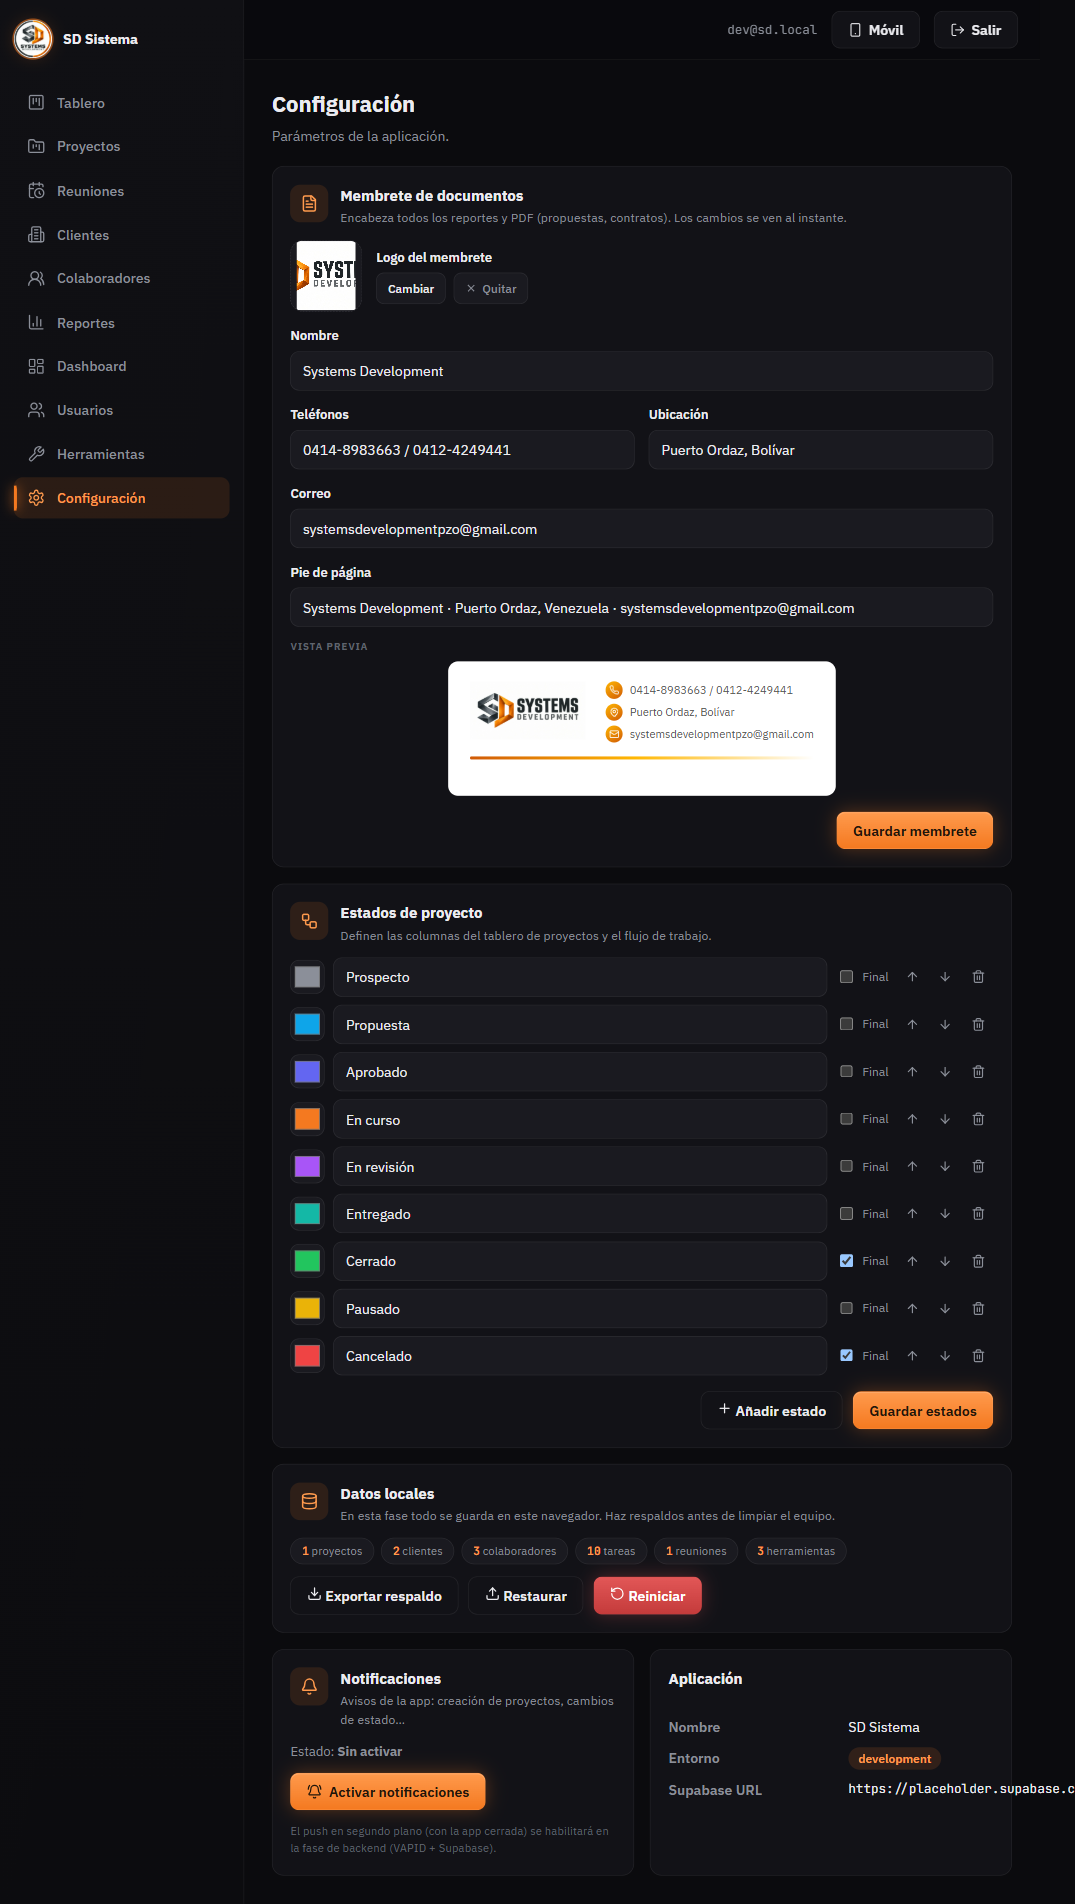 SD Sistema
dev@sd.local
Móvil
Salir
Tablero
Proyectos
Reuniones
Clientes
Colaboradores
Reportes
Dashboard
Usuarios
Herramientas
Configuración
Configuración
Parámetros de la aplicación.
Membrete de documentos
Encabeza todos los reportes y PDF (propuestas, contratos). Los cambios se ven al instante.
SYST
DEVELOP
Logo del membrete
Cambiar
Quitar
Nombre
Systems Development
Teléfonos
Ubicación
0414-8983663 / 0412-4249441
Puerto Ordaz, Bolívar
Correo
systemsdevelopmentpzo@gmail.com
Pie de página
Systems Development · Puerto Ordaz, Venezuela · systemsdevelopmentpzo@gmail.com
VISTA PREVIA
SD SYSTEMS
DEVELOPMENT
0414-8983663 / 0412-4249441
Puerto Ordaz, Bolívar
systemsdevelopmentpzo@gmail.com
Guardar membrete
Estados de proyecto
Definen las columnas del tablero de proyectos y el flujo de trabajo.
Prospecto Final
Propuesta Final
Aprobado Final
En curso Final
En revisión Final
Entregado Final
Cerrado Final
Pausado Final
Cancelado Final
Añadir estado
Guardar estados
Datos locales
En esta fase todo se guarda en este navegador. Haz respaldos antes de limpiar el equipo.
1 proyectos
2 clientes
3 colaboradores
10 tareas
1 reuniones
3 herramientas
Exportar respaldo
Restaurar
Reiniciar
Notificaciones
Avisos de la app: creación de proyectos, cambios
de estado...
Estado: Sin activar
Activar notificaciones
El push en segundo plano (con la app cerrada) se habilitará en
la fase de backend (VAPID + Supabase).
Aplicación
Nombre SD Sistema
Entorno development
Supabase URL https://placeholder.supabase.c